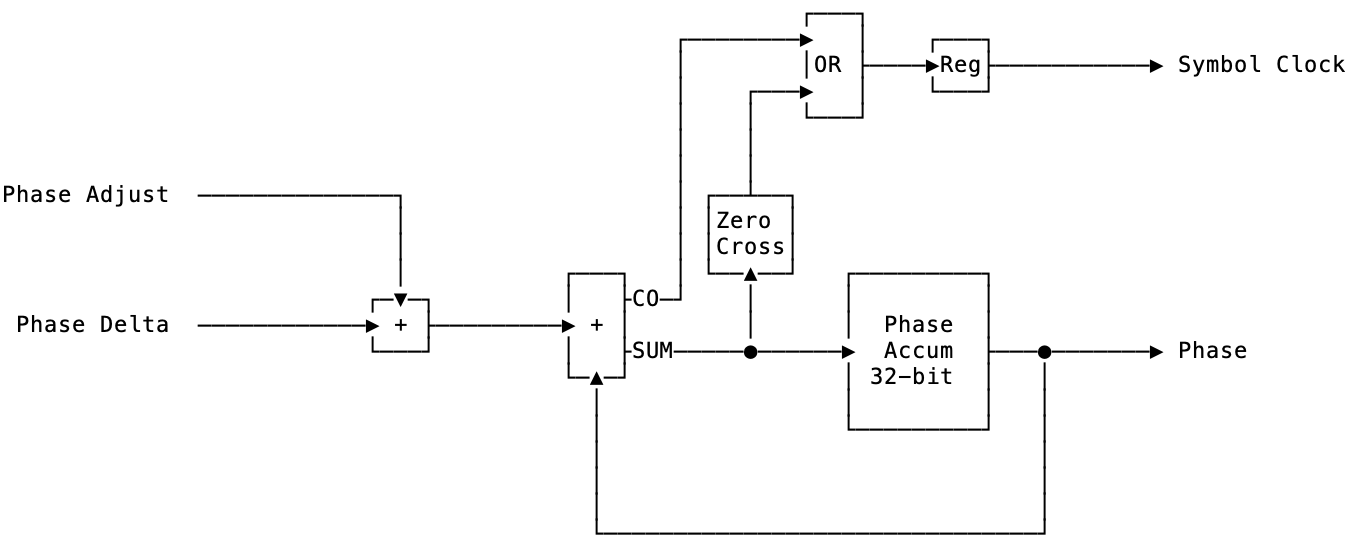 OR
Reg
Symbol Clock
Phase Adjust
Zero
Cross
CO
Phase Delta
+
+
SUM
Phase
Accum
32-bit
Phase